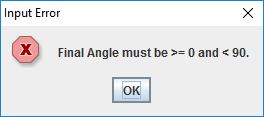 Input Error
Final Angle must be >= 0 and < 90.
OK